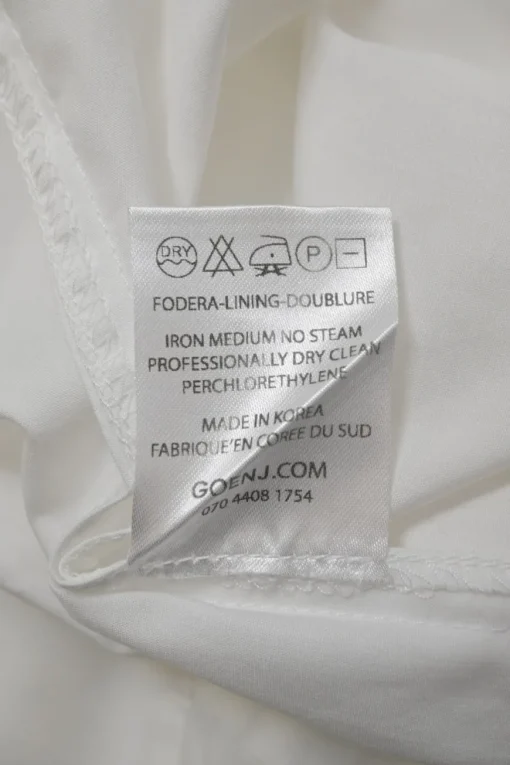 DRY P
FODERA-LINING-DOUBLURE
IRON MEDIUM NO STEAM
PROFESSIONALLY DRY CLEAN
PERCHLORETHYLENE
MADE IN KOREA
FABRIQUE'EN COREE DU SUD
GOENJ.COM
070 4408 1754